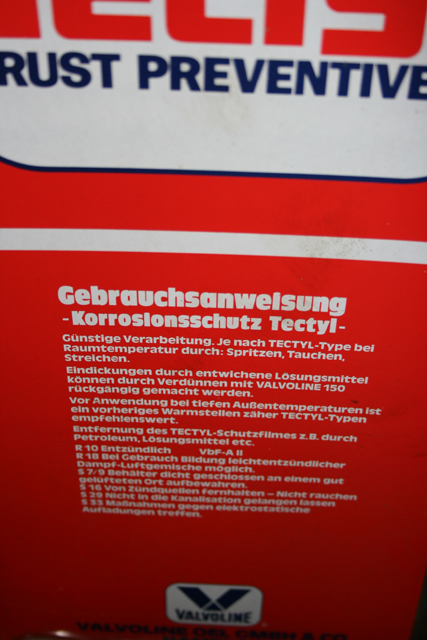 RUST PREVENTIVE
Gebrauchsanweisung
-Korrosionsschutz Tectyl-
Günstige Verarbeitung. Je nach TECTYL-Type bei
Raumtemperatur durch: Spritzen, Tauchen,
Streichen.
Eindickungen durch entwichene Lösungsmittel
können durch Verdünnen mit VALVOLINE 150
rückgängig gemacht werden.
Vor Anwendung bei tiefen Außentemperaturen ist
ein vorheriges Warmstellen zäher TECTYL-Typen
empfehlenswert.
Entfernung des TECTYL-Schutzfilmes z.B. durch
Petroleum, Lösungsmittel etc.
R 10 Entzündlich VbF-A II
R 18 Bei Gebrauch Bildung leichtentzündlicher
Dampf-Luftgemische möglich.
S 7/9 Behälter dicht geschlossen an einem gut
gelüfteten Ort aufbewahren.
S 16 Von Zündquellen fernhalten – Nicht rauchen
S 29 Nicht in die Kanalisation gelangen lassen
S 33 Maßnahmen gegen elektrostatische
Aufladungen treffen.
VALVOLINE
VALVOLINE OEL GMBH & CO